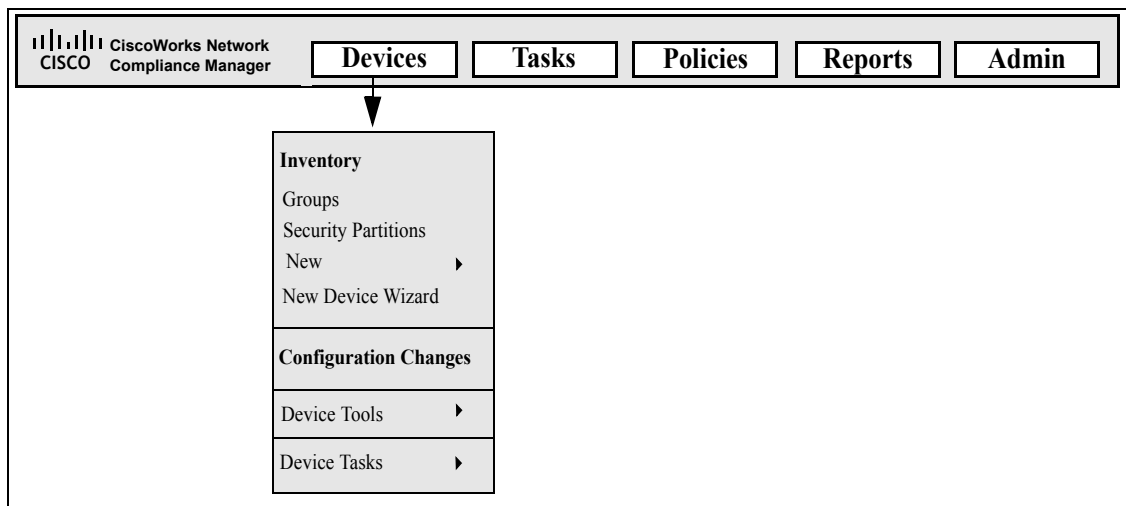 CiscoWorks Network
CISCO Compliance Manager
Devices Tasks Policies Reports Admin
Inventory
Groups
Security Partitions
New
New Device Wizard
Configuration Changes
Device Tools
Device Tasks